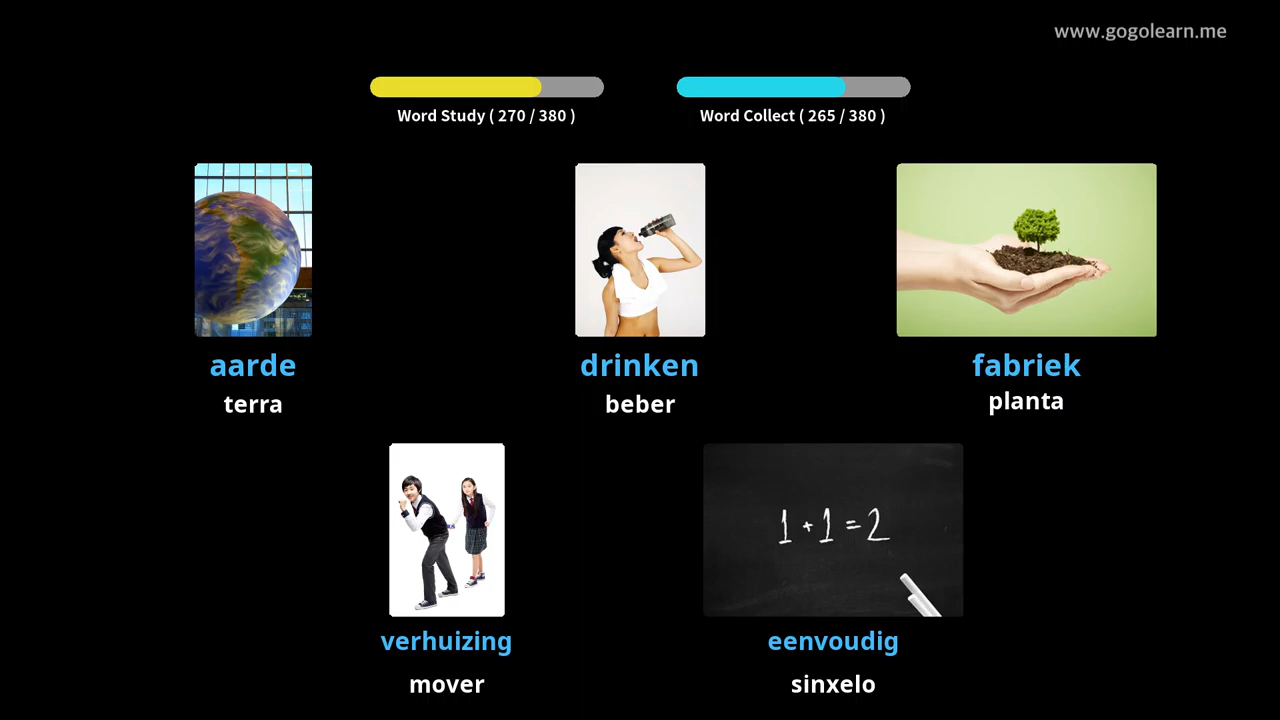 www.gogolearn.me
Word Study ( 270 / 380 )
Word Collect ( 265 / 380 )
aarde
terra
drinken
beber
fabriek
planta
1 + 1 = 2
verhuizing
mover
eenvoudig
sinxelo